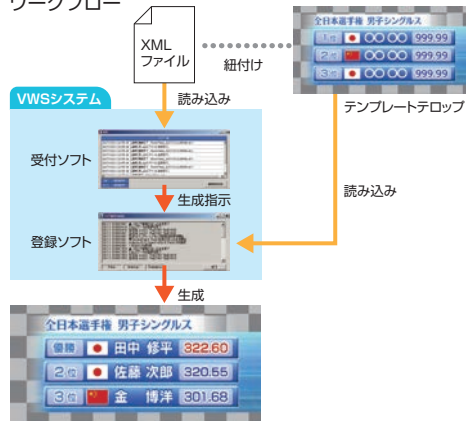 ワークフロー
XML
ファイル
紐付け
全日本選手権 男子シングルス
1位 〇〇 〇〇 999.99
2位 〇〇 〇〇 999.99
3位 〇〇 〇〇 999.99
テンプレートテロップ
VWSシステム
読み込み
受付ソフト
生成指示
読み込み
登録ソフト
生成
全日本選手権 男子シングルス
優勝 田中 修平 322.60
2位 佐藤 次郎 320.55
3位 金 博洋 301.68